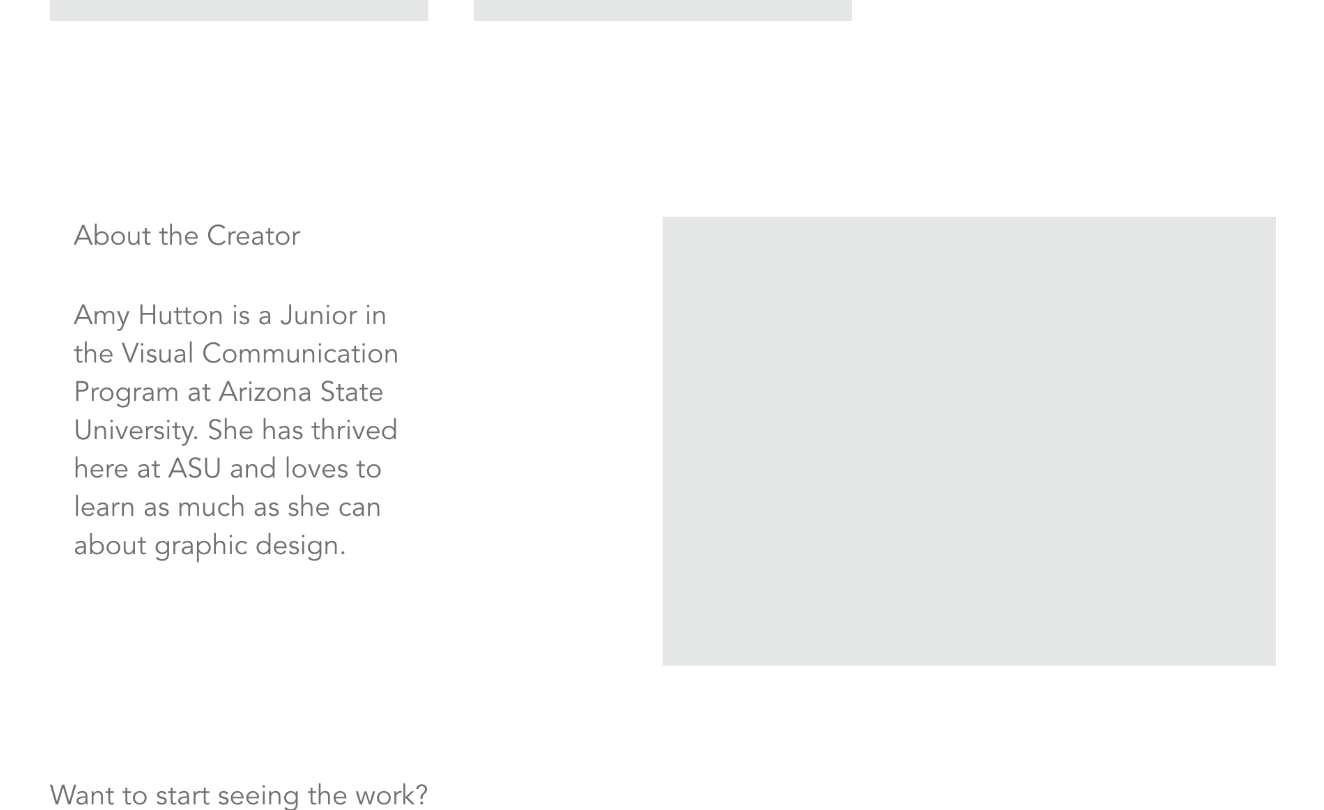 About the Creator
Amy Hutton is a Junior in
the Visual Communication
Program at Arizona State
University. She has thrived
here at ASU and loves to
learn as much as she can
about graphic design.
Want to start seeing the work?